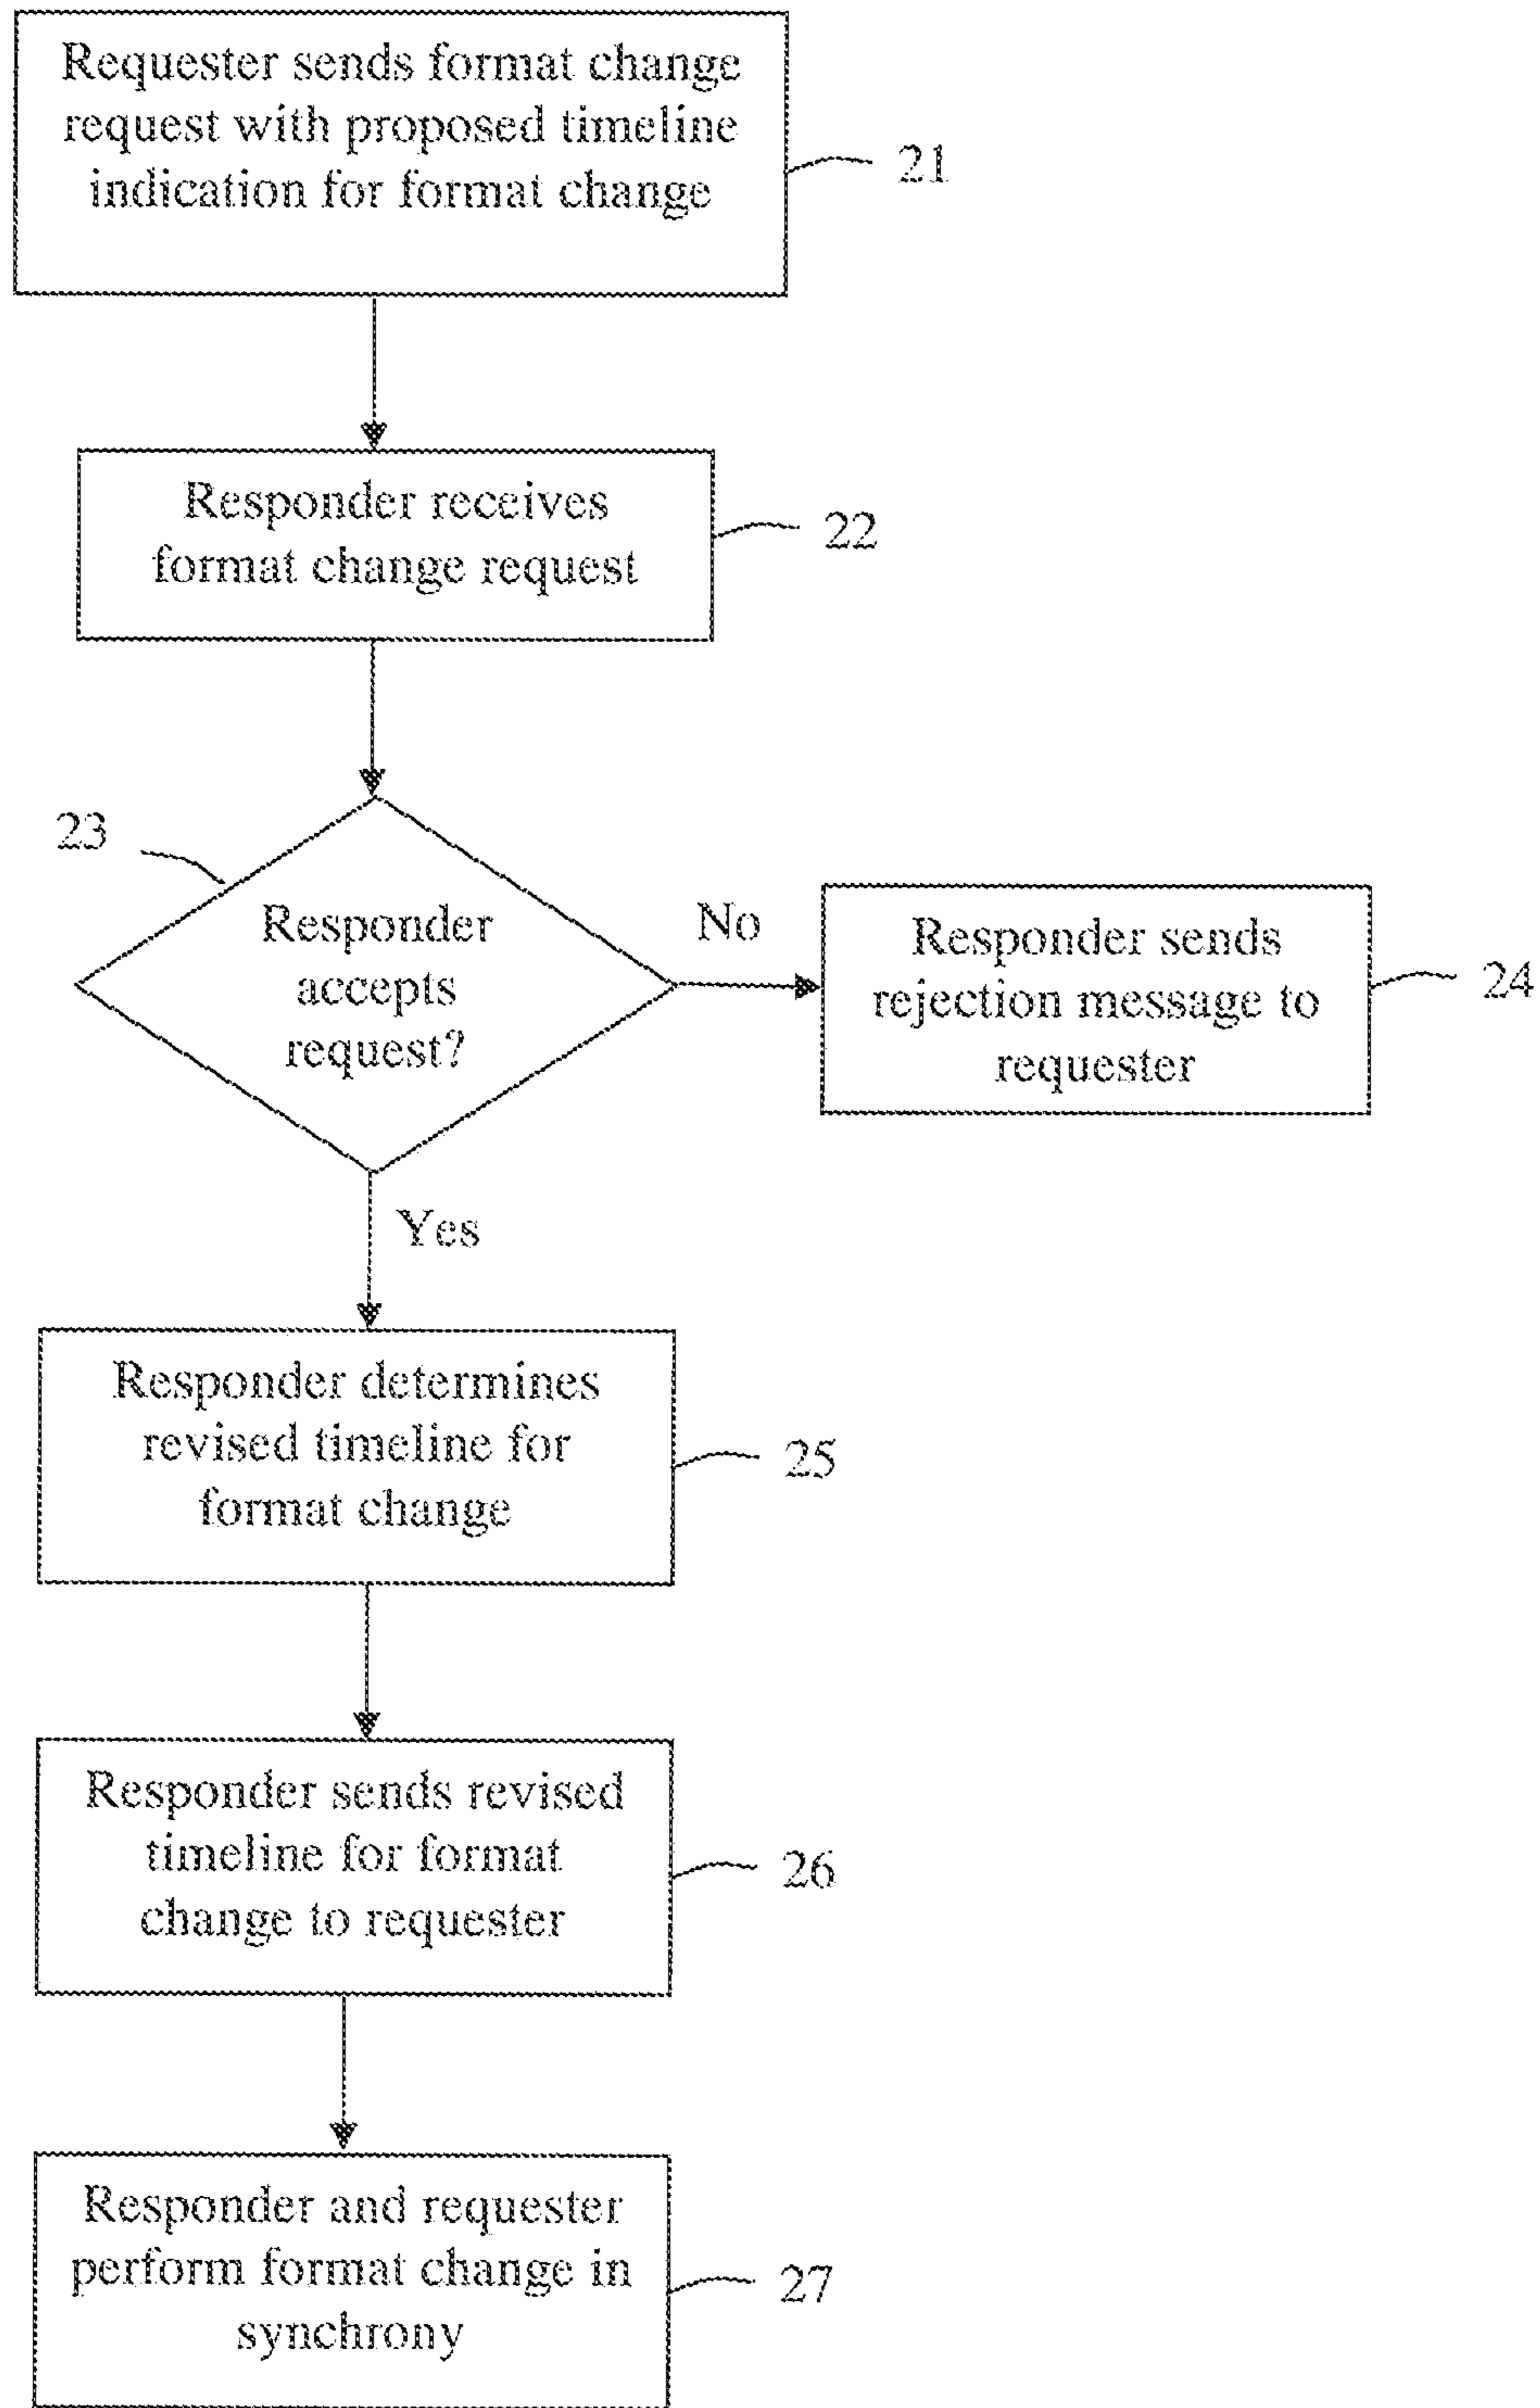 Requester sends format change
request with proposed timeline
indication for format change
21
Responder receives
format change request
22
23
Responder
accepts
request?
No
Responder sends
rejection message to
requester
24
Yes
Responder determines
revised timeline for
format change
25
Responder sends revised
timeline for format
change to requester
26
Responder and requester
perform format change in
synchrony
27